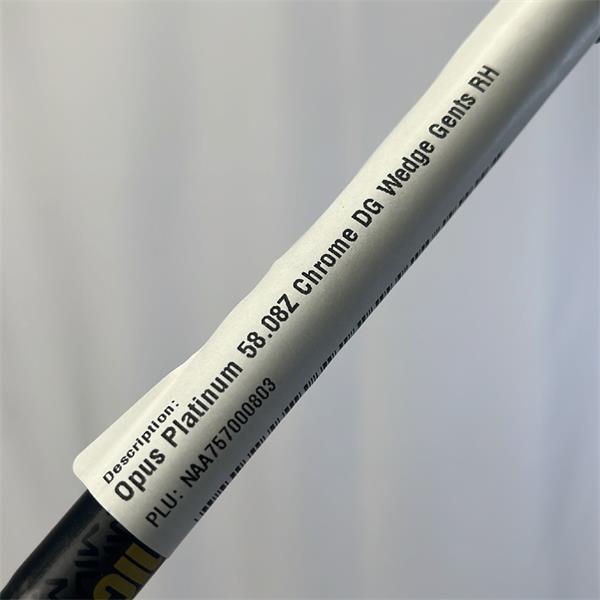 Description:
Opus Platinum 58.08Z Chrome DG Wedge Gents RH
PLU: NAA757000803